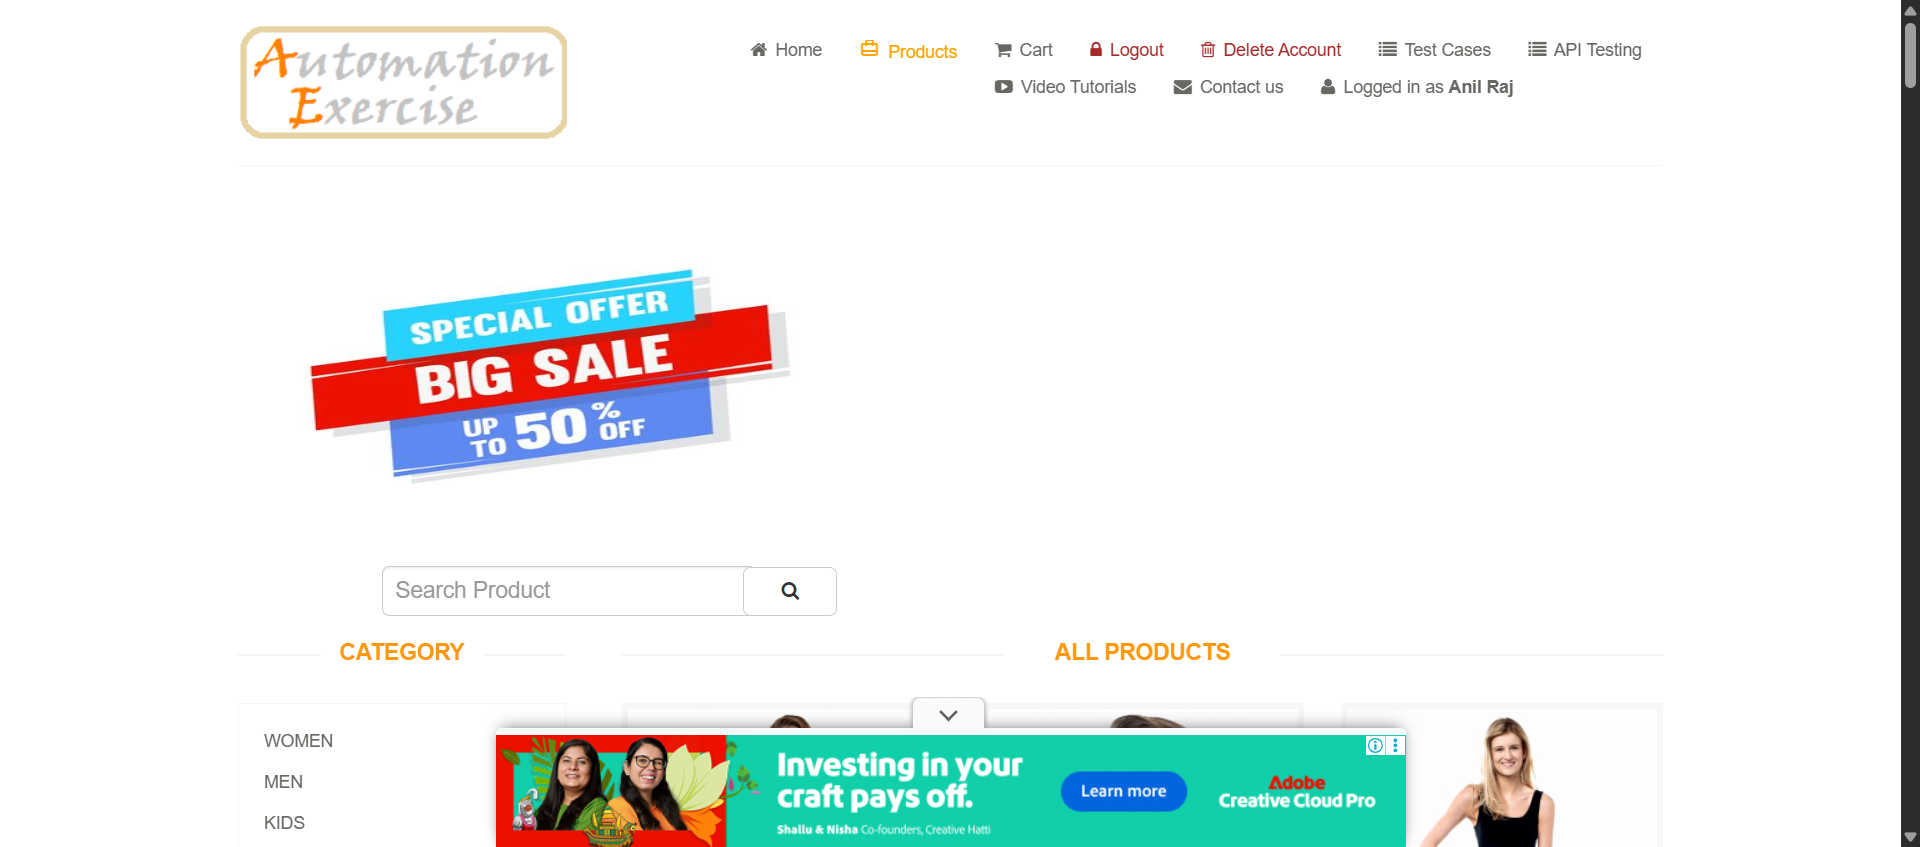 Automation
Exercise
Home
Products
Cart
Logout
Delete Account
Test Cases
API Testing
Video Tutorials
Contact us
Logged in as Anil Raj
SPECIAL OFFER
BIG SALE
UP TO 50% OFF
Search Product
CATEGORY
ALL PRODUCTS
WOMEN
MEN
KIDS
Investing in your
craft pays off.
Shallu & Nisha Co-founders, Creative Hatti
Learn more
Adobe
Creative Cloud Pro